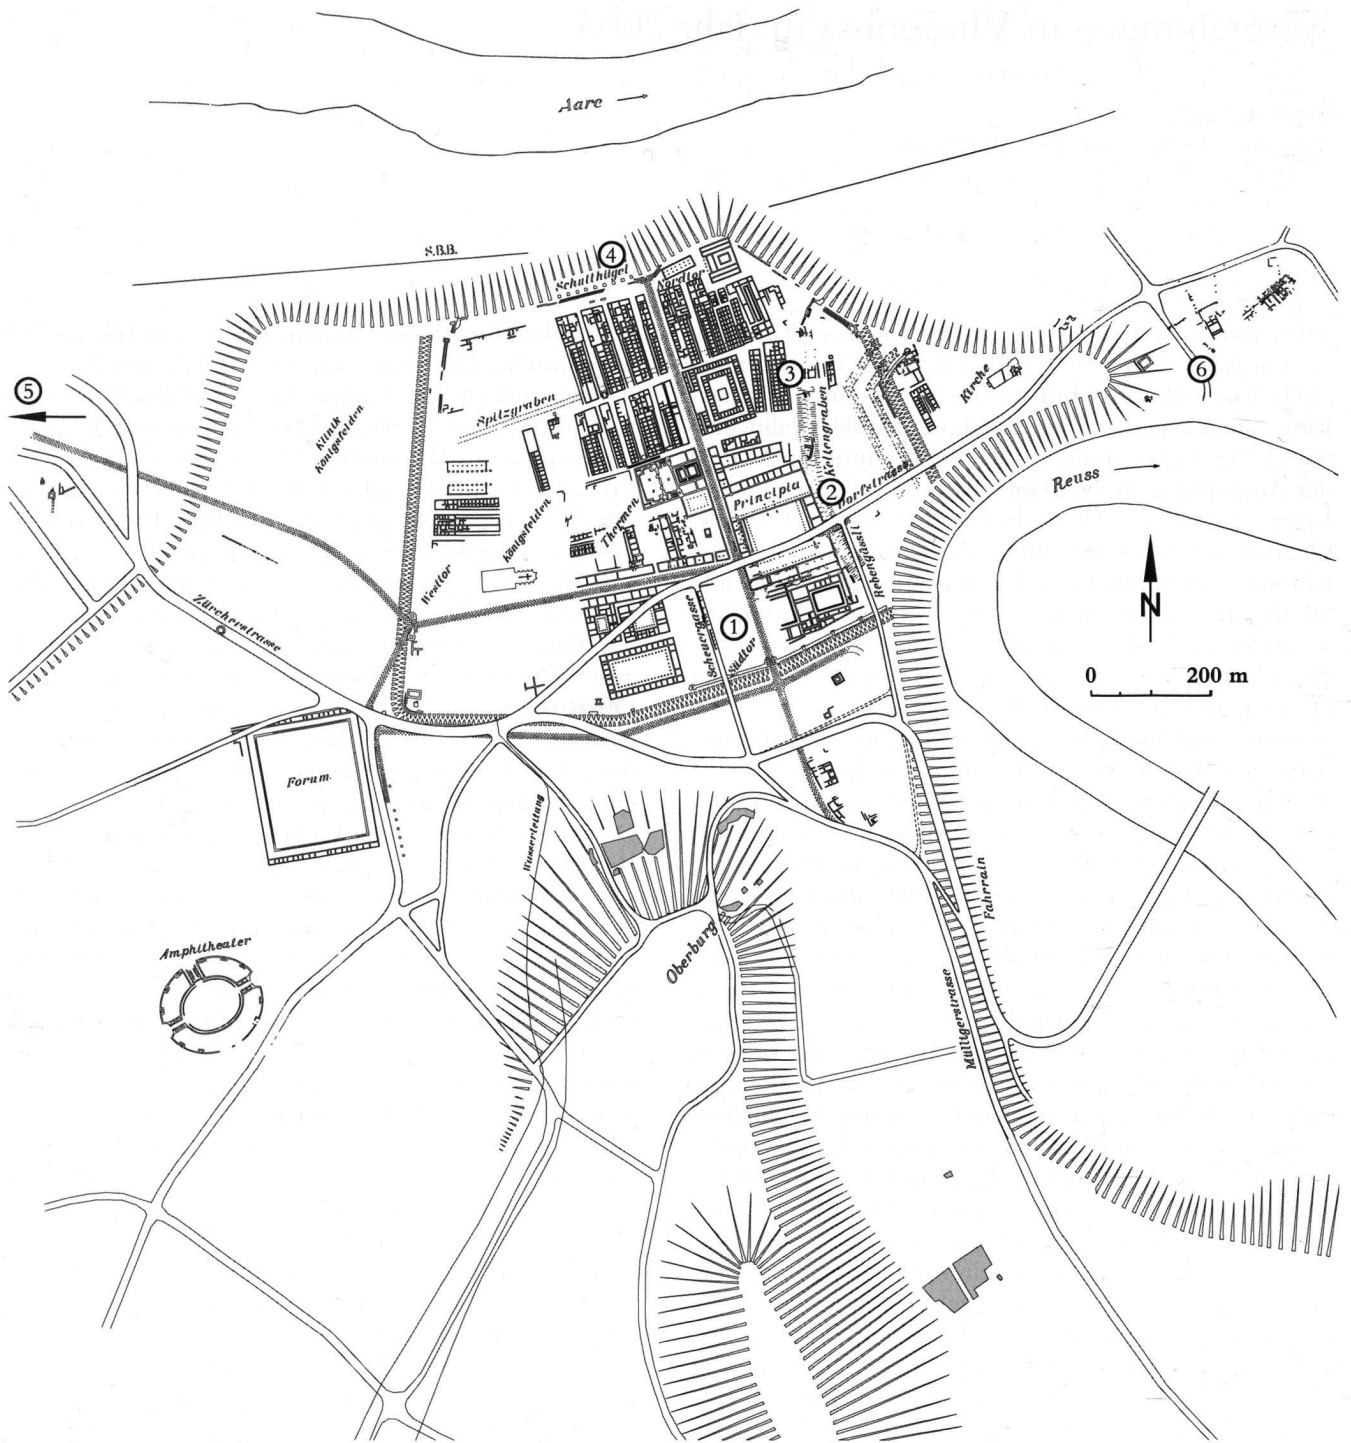 Aare
S.B.B.
4
Schutthügel
Nordtor
5
6
3
Klinik
Königsfelden
Spitzgraben
Keltengraben
Kirche
Reuss
2
Principia
Dorfstrasse
Königsfelden
Thermen
Rebengässli
Westtor
N
Zürcherstrasse
Scheuergasse
1
Südtor
0 200 m
Forum.
Wasserleitung
Fahrrain
Amphitheater
Oberburg
Mülligerstrasse